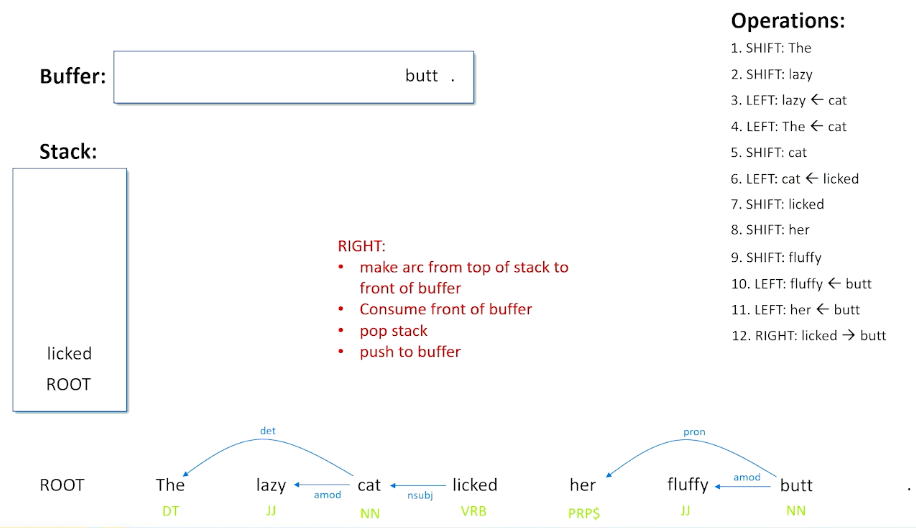 Operations:
1. SHIFT: The
2. SHIFT: lazy
3. LEFT: lazy ← cat
4. LEFT: The ← cat
5. SHIFT: cat
6. LEFT: cat ← licked
7. SHIFT: licked
8. SHIFT: her
9. SHIFT: fluffy
10. LEFT: fluffy ← butt
11. LEFT: her ← butt
12. RIGHT: licked → butt
Buffer:
butt .
Stack:
licked
ROOT
RIGHT:
• make arc from top of stack to
front of buffer
• Consume front of buffer
• pop stack
• push to buffer
det
pron
amod
nsubj
amod
ROOT The lazy cat licked her fluffy butt .
DT JJ NN VRB PRP$ JJ NN